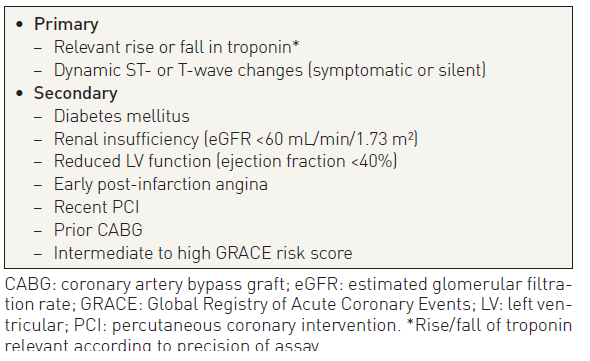 • Primary
– Relevant rise or fall in troponin*
– Dynamic ST- or T-wave changes (symptomatic or silent)
• Secondary
– Diabetes mellitus
– Renal insufficiency (eGFR <60 mL/min/1.73 m²)
– Reduced LV function (ejection fraction <40%)
– Early post-infarction angina
– Recent PCI
– Prior CABG
– Intermediate to high GRACE risk score
CABG: coronary artery bypass graft; eGFR: estimated glomerular filtra-
tion rate; GRACE: Global Registry of Acute Coronary Events; LV: left ven-
tricular; PCI: percutaneous coronary intervention. *Rise/fall of troponin
relevant according to precision of assay